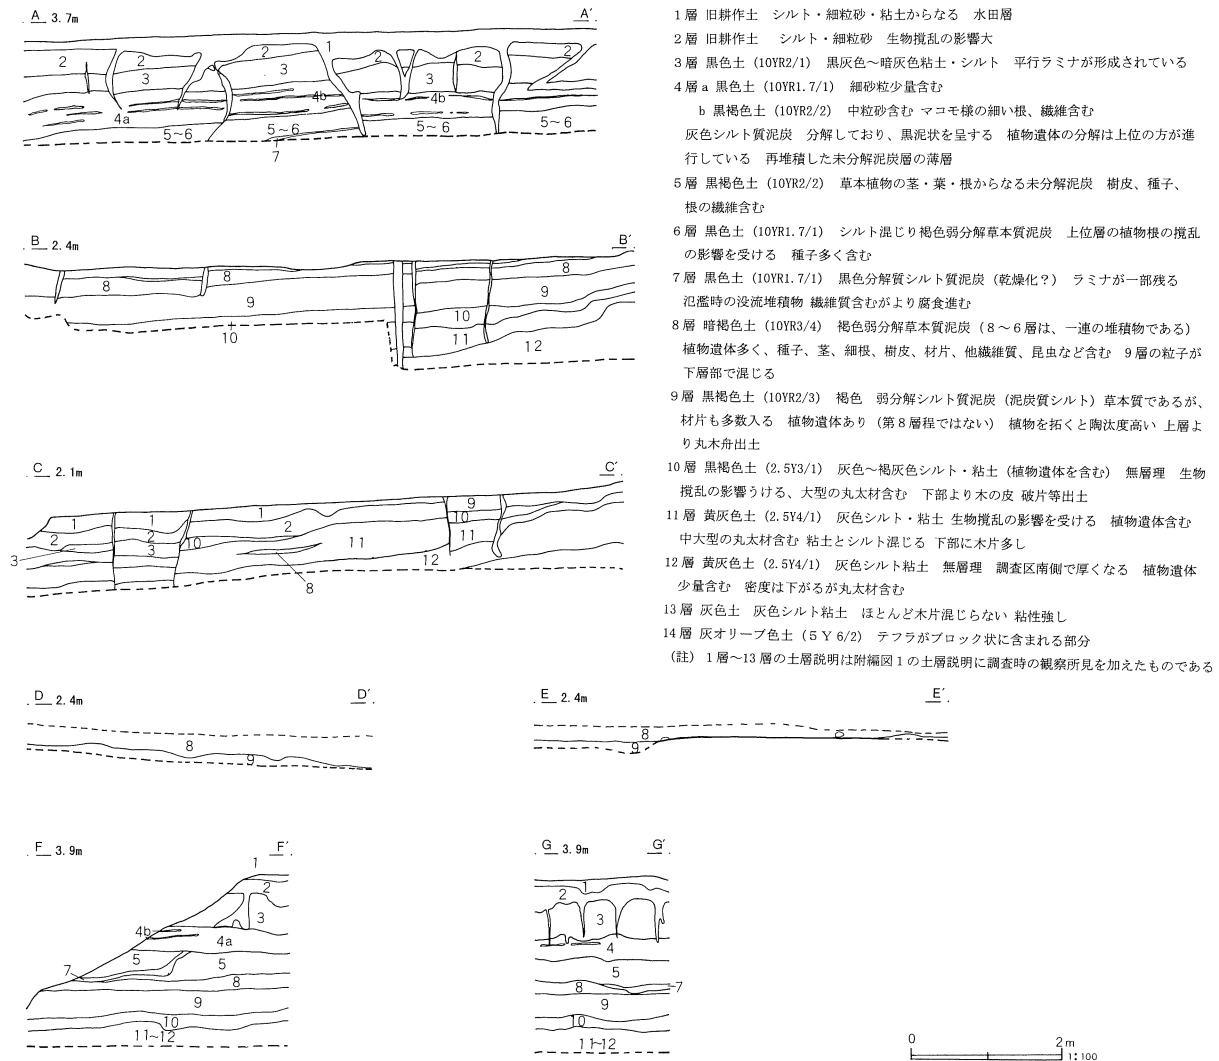 A 3.7m A′
1
2 2 2 2 2 2
3 3 3
4a 4b 4b
5～6 5～6 5～6 5～6
7
B 2.4m B′
8 8 8
9 9
10 10
11 12
C 2.1m C′
1 1 1 9
2 2 2 10
3 3 10 11 11
8 12
1層 旧耕作土　シルト・細粒砂・粘土からなる　水田層
2層 旧耕作土　 シルト・細粒砂　生物撹乱の影響大
3層 黒色土（10YR2/1） 黒灰色～暗灰色粘土・シルト　平行ラミナが形成されている
4層a 黒色土（10YR1.7/1）　細砂粒少量含む
b 黒褐色土（10YR2/2）　中粒砂含む マコモ様の細い根、繊維含む
灰色シルト質泥炭　分解しており、黒泥状を呈する　植物遺体の分解は上位の方が進
行している　再堆積した未分解泥炭層の薄層
5層 黒褐色土（10YR2/2）　草本植物の茎・葉・根からなる未分解泥炭　樹皮、種子、
根の繊維含む
6層 黒色土（10YR1.7/1）　シルト混じり褐色弱分解草本質泥炭　上位層の植物根の撹乱
の影響を受ける　種子多く含む
7層 黒色土（10YR1.7/1）　黒色分解質シルト質泥炭（乾燥化？）　ラミナが一部残る
氾濫時の没流堆積物 繊維質含むがより腐食進む
8層 暗褐色土（10YR3/4）　褐色弱分解草本質泥炭（8～6層は、一連の堆積物である）
植物遺体多く、種子、茎、細根、樹皮、材片、他繊維質、昆虫など含む　9層の粒子が
下層部で混じる
9層 黒褐色土（10YR2/3）　褐色　弱分解シルト質泥炭（泥炭質シルト）草本質であるが、
材片も多数入る　植物遺体あり（第8層程ではない）　植物を拓くと陶汰度高い 上層よ
り丸木舟出土
10層 黒褐色土（2.5Y3/1）　灰色～褐灰色シルト・粘土（植物遺体を含む）　無層理　生物
撹乱の影響うける、大型の丸太材含む　下部より木の皮 破片等出土
11層 黄灰色土（2.5Y4/1）　灰色シルト・粘土 生物撹乱の影響を受ける　植物遺体含む
中大型の丸太材含む 粘土とシルト混じる 下部に木片多し
12層 黄灰色土（2.5Y4/1） 灰色シルト粘土　無層理　調査区南側で厚くなる　植物遺体
少量含む　密度は下がるが丸太材含む
13層 灰色土　灰色シルト粘土　ほとんど木片混じらない 粘性強し
14層 灰オリーブ色土（5Y 6/2）　テフラがブロック状に含まれる部分
（註） 1層～13層の土層説明は附編図1の土層説明に調査時の観察所見を加えたものである
D 2.4m D′
8
9
E 2.4m E′
8
9
F 3.9m F′
1
2
3
4b
4a
5 5
7
8
9
10
11～12
G 3.9m G′
1
2
3
4
5
8 7
9
10
11～12
0 2m
1:100